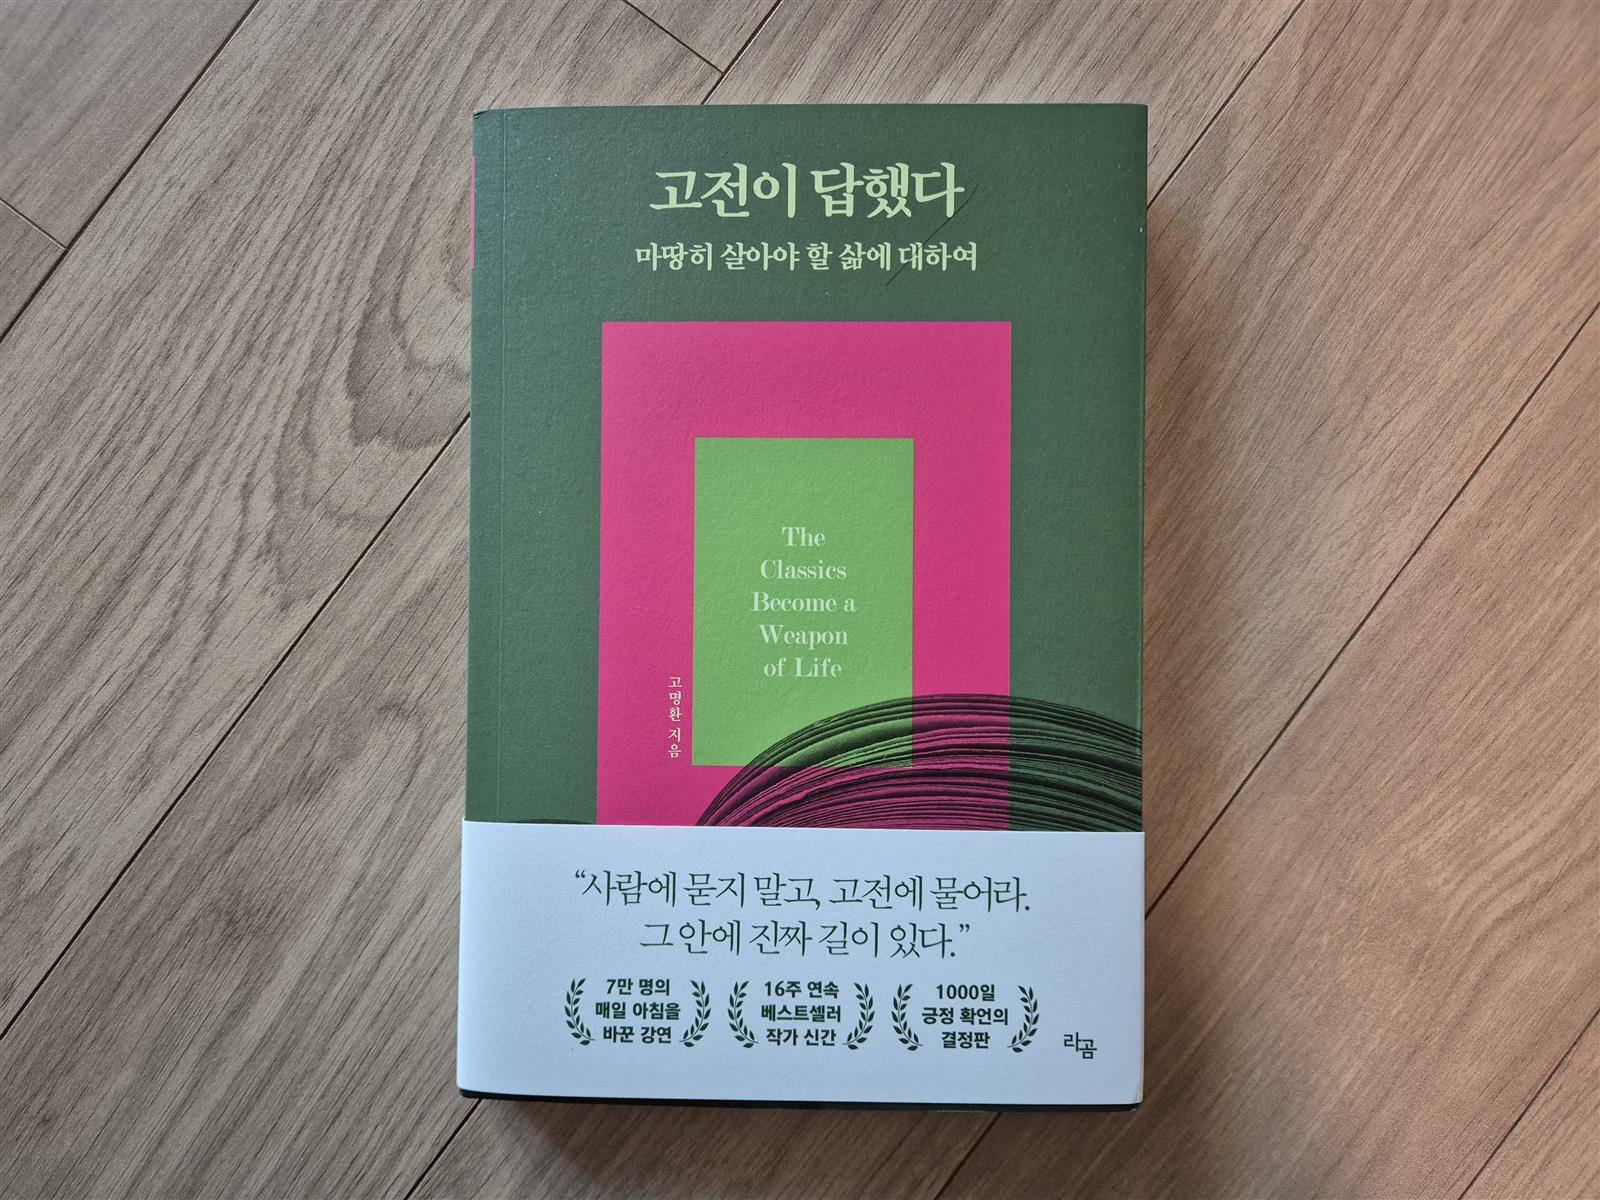 고전이 답했다
마땅히 살아야 할 삶에 대하여
The
Classics
Become a
Weapon
of Life
고명환 지음
“사람에 묻지 말고, 고전에 물어라.
그 안에 진짜 길이 있다.”
7만 명의
매일 아침을
바꾼 강연
16주 연속
베스트셀러
작가 신간
1000일
긍정 확언의
결정판
라곰